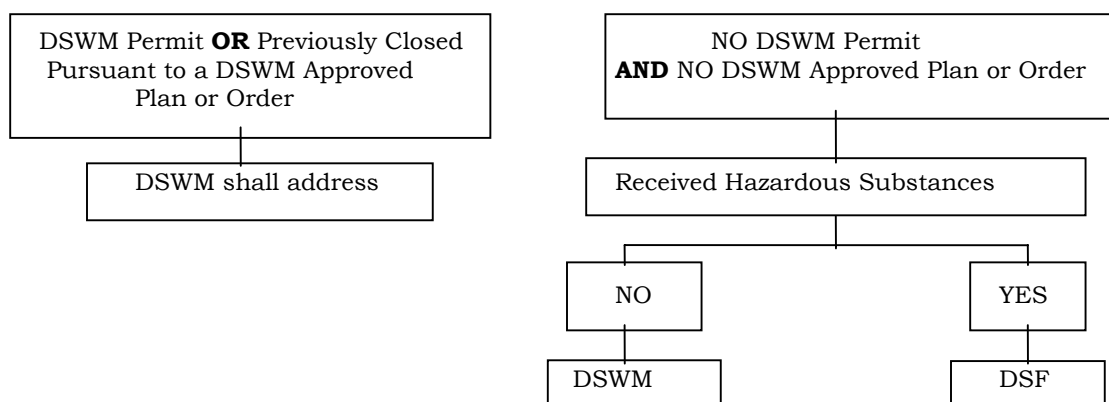 DSWM Permit OR Previously Closed
Pursuant to a DSWM Approved
Plan or Order
DSWM shall address
NO DSWM Permit
AND NO DSWM Approved Plan or Order
Received Hazardous Substances
NO
YES
DSWM
DSF